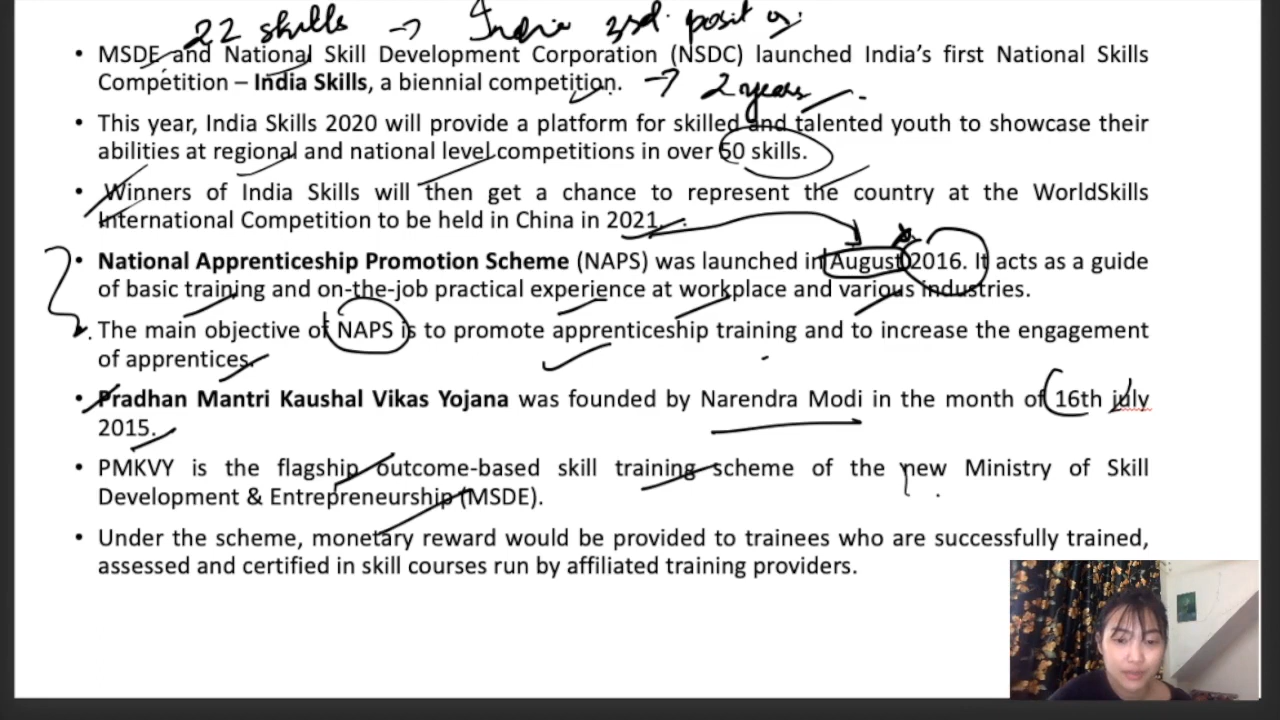 22 skills → India 3rd position
• MSDE and National Skill Development Corporation (NSDC) launched India's first National Skills
Competition – India Skills, a biennial competition. → 2 years
• This year, India Skills 2020 will provide a platform for skilled and talented youth to showcase their
abilities at regional and national level competitions in over 50 skills.
• Winners of India Skills will then get a chance to represent the country at the WorldSkills
International Competition to be held in China in 2021.
• National Apprenticeship Promotion Scheme (NAPS) was launched in August 2016. It acts as a guide
of basic training and on-the-job practical experience at workplace and various industries.
• The main objective of NAPS is to promote apprenticeship training and to increase the engagement
of apprentices.
• Pradhan Mantri Kaushal Vikas Yojana was founded by Narendra Modi in the month of 16th july
2015.
• PMKVY is the flagship outcome-based skill training scheme of the new Ministry of Skill
Development & Entrepreneurship (MSDE).
• Under the scheme, monetary reward would be provided to trainees who are successfully trained,
assessed and certified in skill courses run by affiliated training providers.